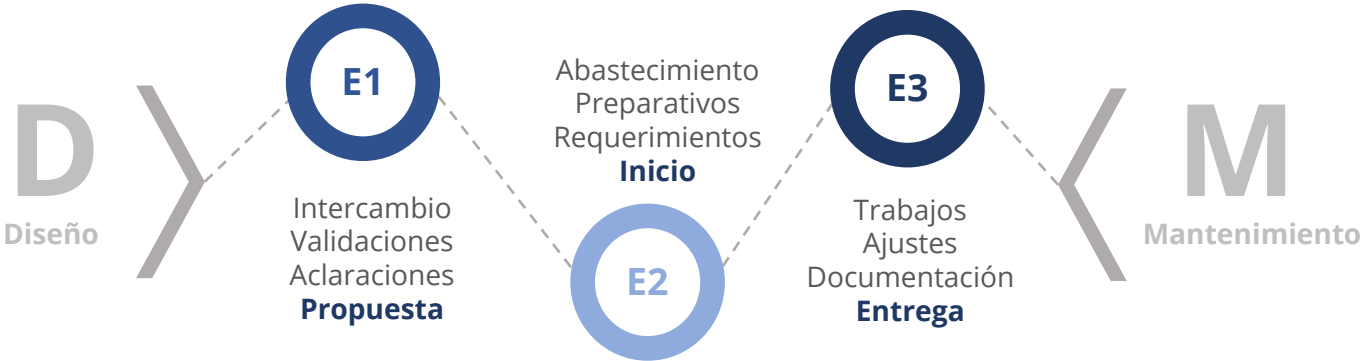 D
Diseño
E1
Intercambio
Validaciones
Aclaraciones
Propuesta
Abastecimiento
Preparativos
Requerimientos
Inicio
E2
E3
Trabajos
Ajustes
Documentación
Entrega
M
Mantenimiento